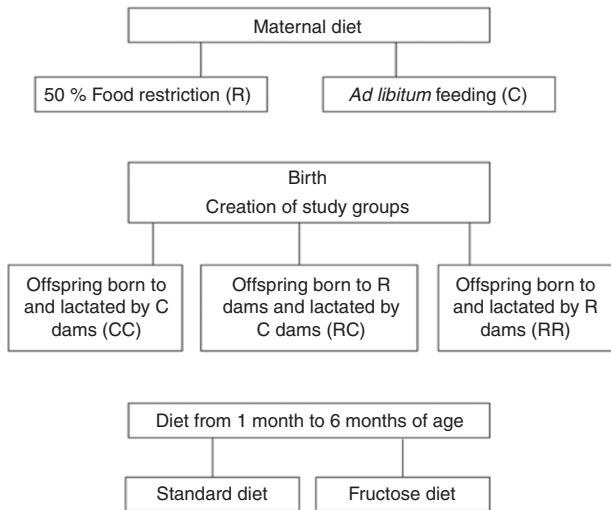 Maternal diet
50 % Food restriction (R)
Ad libitum feeding (C)
Birth
Creation of study groups
Offspring born to
and lactated by C
dams (CC)
Offspring born to R
dams and lactated by
C dams (RC)
Offspring born to
and lactated by R
dams (RR)
Diet from 1 month to 6 months of age
Standard diet
Fructose diet